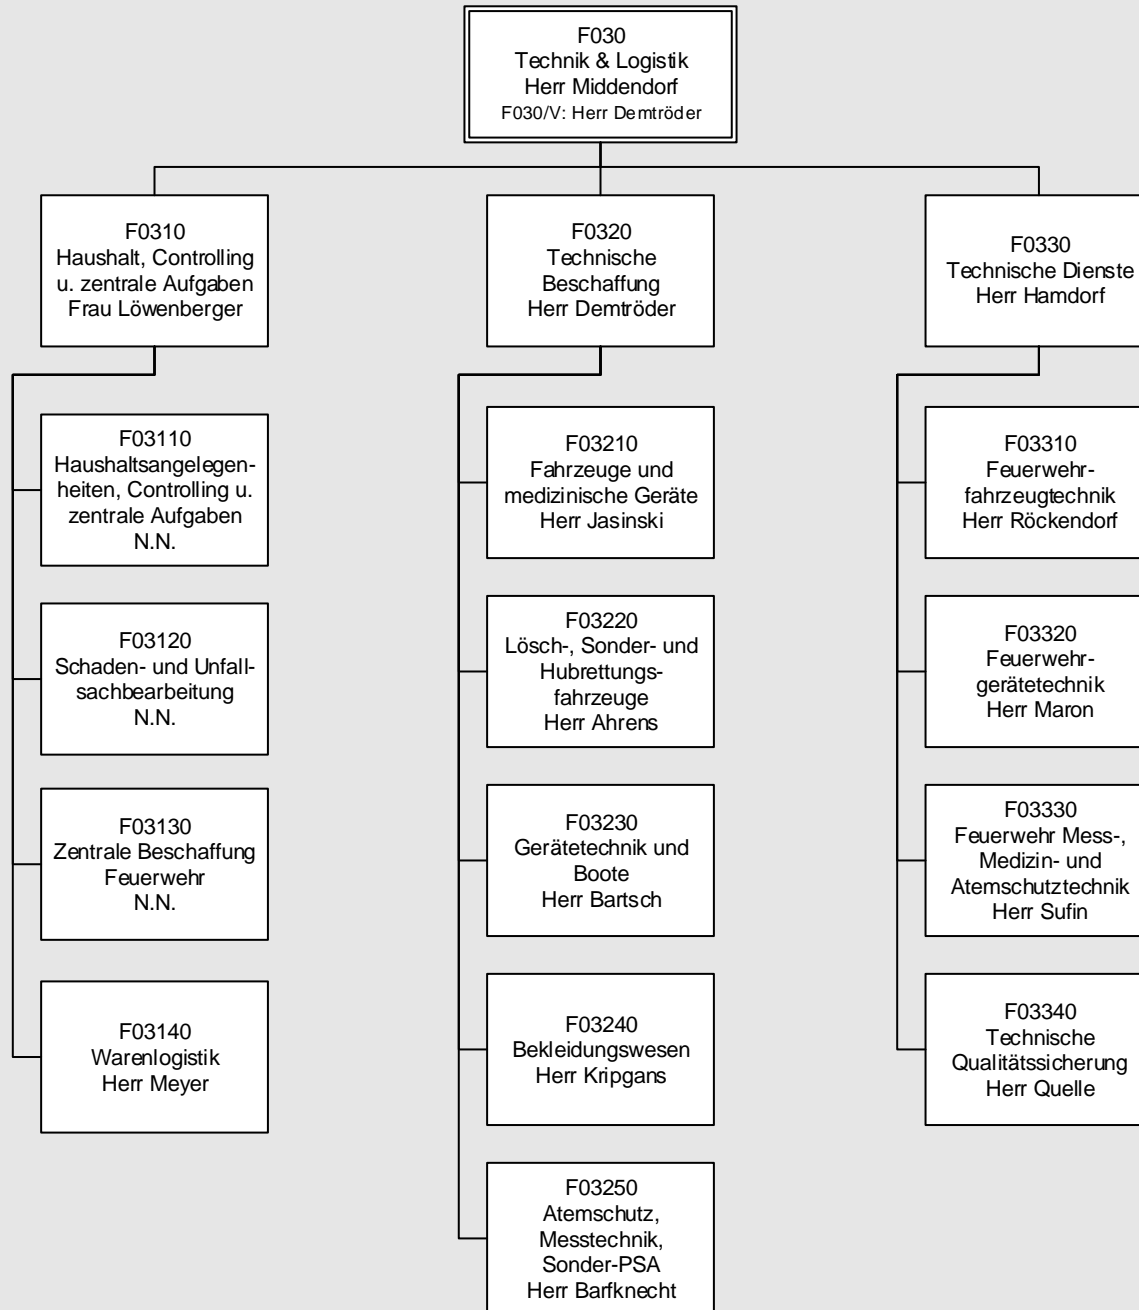 F030
Technik & Logistik
Herr Middendorf
F030/V: Herr Demtröder
F0310
Haushalt, Controlling
u. zentrale Aufgaben
Frau Löwenberger
F0320
Technische
Beschaffung
Herr Demtröder
F0330
Technische Dienste
Herr Hamdorf
F03110
Haushaltsangelegen-
heiten, Controlling u.
zentrale Aufgaben
N.N.
F03120
Schaden- und Unfall-
sachbearbeitung
N.N.
F03130
Zentrale Beschaffung
Feuerwehr
N.N.
F03140
Warenlogistik
Herr Meyer
F03210
Fahrzeuge und
medizinische Geräte
Herr Jasinski
F03220
Lösch-, Sonder- und
Hubrettungs-
fahrzeuge
Herr Ahrens
F03230
Gerätetechnik und
Boote
Herr Bartsch
F03240
Bekleidungswesen
Herr Kripgans
F03250
Atemschutz,
Messtechnik,
Sonder-PSA
Herr Barfknecht
F03310
Feuerwehr-
fahrzeugtechnik
Herr Röckendorf
F03320
Feuerwehr-
gerätetechnik
Herr Maron
F03330
Feuerwehr Mess-,
Medizin- und
Atemschutztechnik
Herr Sufin
F03340
Technische
Qualitätssicherung
Herr Quelle